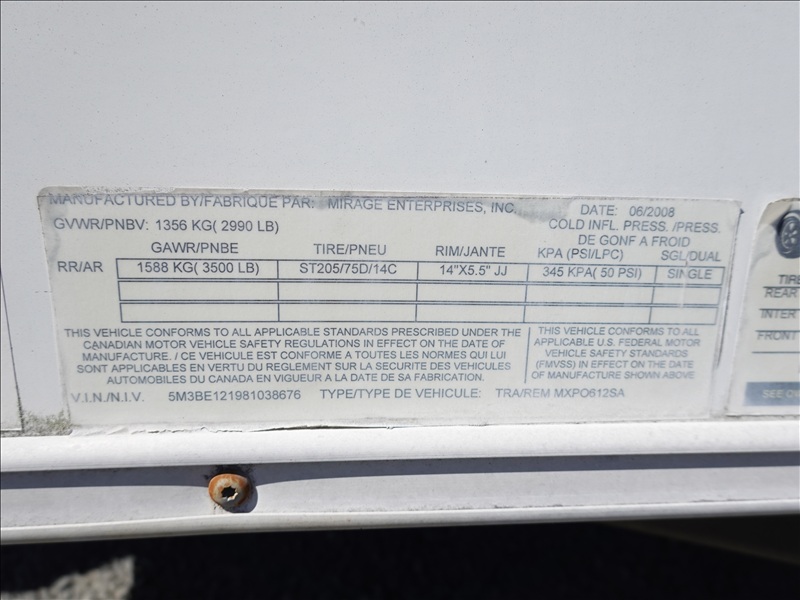 MANUFACTURED BY/FABRIQUE PAR: MIRAGE ENTERPRISES, INC.
DATE: 06/2008
GVWR/PNBV: 1356 KG( 2990 LB)
COLD INFL. PRESS. /PRESS.
DE GONF A FROID
GAWR/PNBE TIRE/PNEU RIM/JANTE KPA (PSI/LPC) SGL/DUAL
RR/AR 1588 KG( 3500 LB) ST205/75D/14C 14"X5.5" JJ 345 KPA( 50 PSI) SINGLE
THIS VEHICLE CONFORMS TO ALL APPLICABLE STANDARDS PRESCRIBED UNDER THE
CANADIAN MOTOR VEHICLE SAFETY REGULATIONS IN EFFECT ON THE DATE OF
MANUFACTURE. / CE VEHICULE EST CONFORME A TOUTES LES NORMES QUI LUI
SONT APPLICABLES EN VERTU DU REGLEMENT SUR LA SECURITE DES VEHICULES
AUTOMOBILES DU CANADA EN VIGUEUR A LA DATE DE SA FABRICATION.
THIS VEHICLE CONFORMS TO ALL
APPLICABLE U.S. FEDERAL MOTOR
VEHICLE SAFETY STANDARDS
(FMVSS) IN EFFECT ON THE DATE
OF MANUFACTURE SHOWN ABOVE
V.I.N./N.I.V. 5M3BE121981038676 TYPE/TYPE DE VEHICULE: TRA/REM MXPO612SA
TIRE
REAR
INTER
FRONT
SEE OW